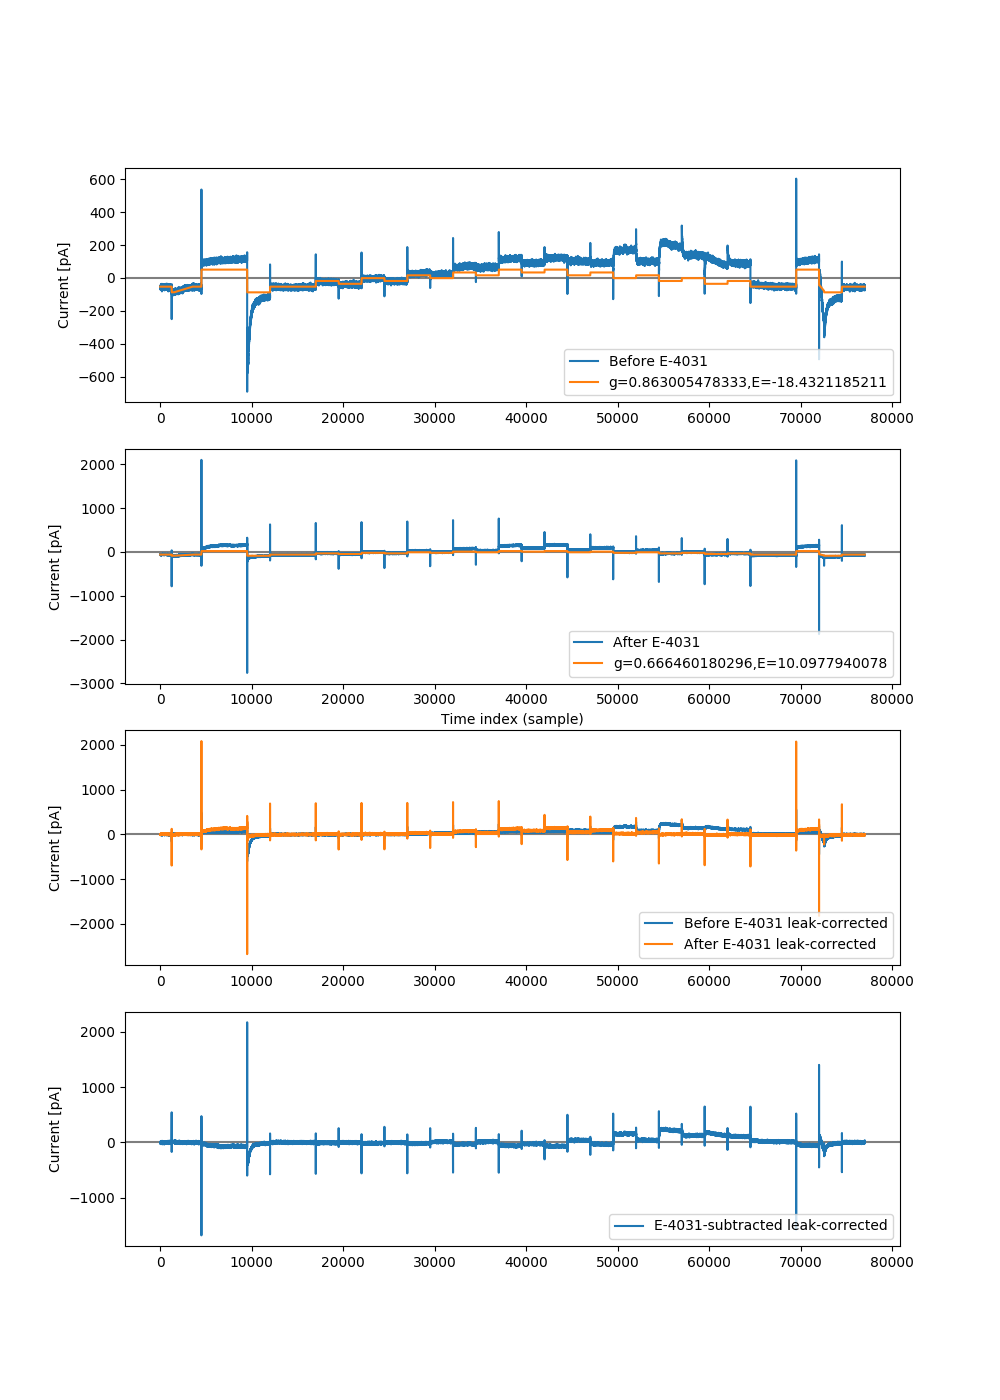 600
400
200
0
−200
−400
−600
Current [pA]
Before E-4031
g=0.863005478333,E=-18.4321185211
0 10000 20000 30000 40000 50000 60000 70000 80000
2000
1000
0
−1000
−2000
−3000
Current [pA]
After E-4031
g=0.666460180296,E=10.0977940078
0 10000 20000 30000 40000 50000 60000 70000 80000
Time index (sample)
2000
1000
0
−1000
−2000
Current [pA]
Before E-4031 leak-corrected
After E-4031 leak-corrected
0 10000 20000 30000 40000 50000 60000 70000 80000
2000
1000
0
−1000
Current [pA]
E-4031-subtracted leak-corrected
0 10000 20000 30000 40000 50000 60000 70000 80000